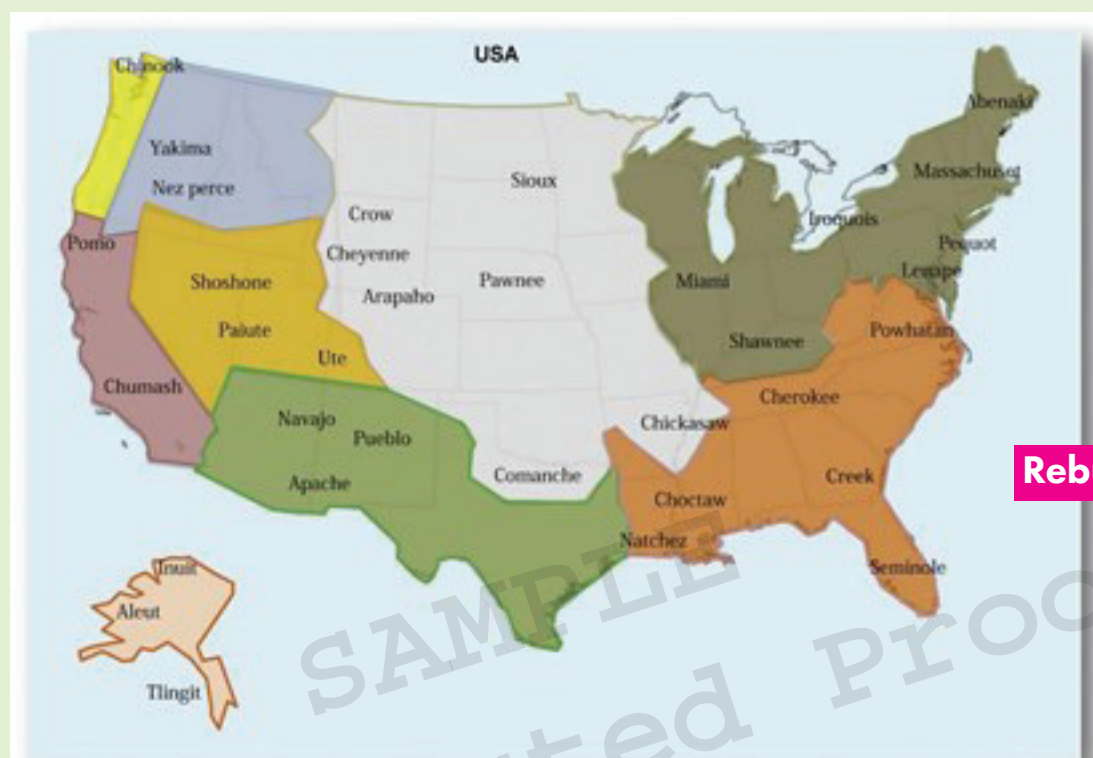 USA
Chinook
Abenaki
Yakima
Massachuset
Sioux
Nez perce
Crow
Iroquois
Pomo
Pequot
Cheyenne
Lenape
Shoshone
Pawnee
Miami
Arapaho
Paiute
Powhatan
Shawnee
Ute
Chumash
Cherokee
Navajo
Chickasaw
Pueblo
Comanche
Creek
Apache
Choctaw
Natchez
Seminole
Inuit
Aleut
Tlingit
Reb
SAMPLE
Proo